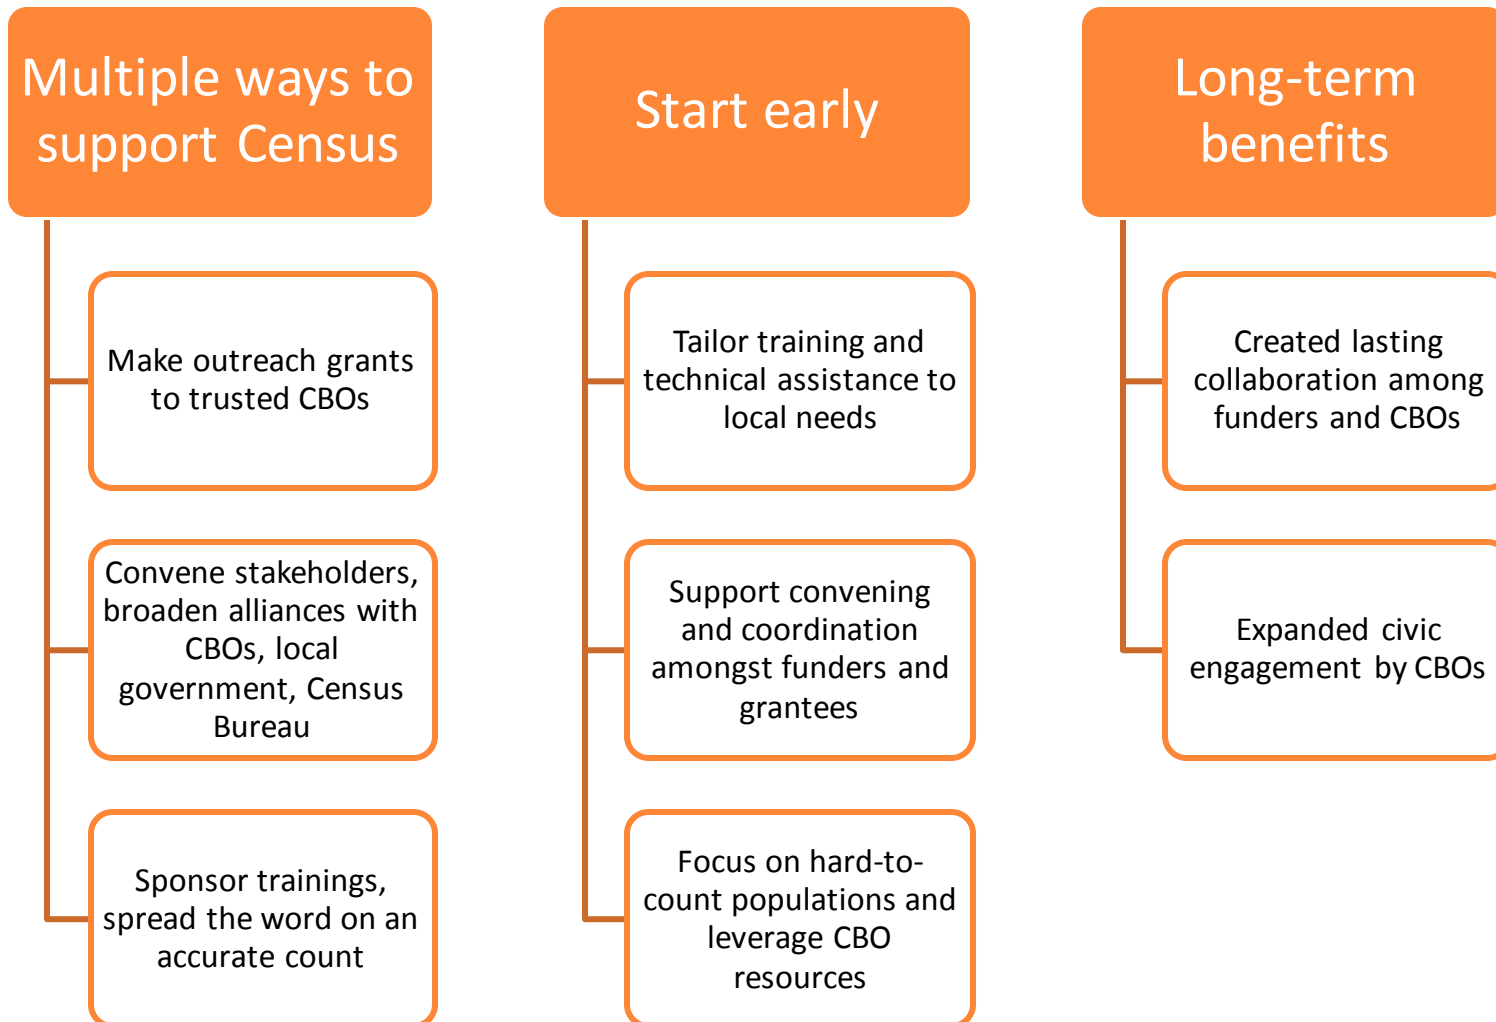 Multiple ways to
support Census
Make outreach grants
to trusted CBOs
Convene stakeholders,
broaden alliances with
CBOs, local
government, Census
Bureau
Sponsor trainings,
spread the word on an
accurate count
Start early
Tailor training and
technical assistance to
local needs
Support convening
and coordination
amongst funders and
grantees
Focus on hard-to-
count populations and
leverage CBO
resources
Long-term
benefits
Created lasting
collaboration among
funders and CBOs
Expanded civic
engagement by CBOs